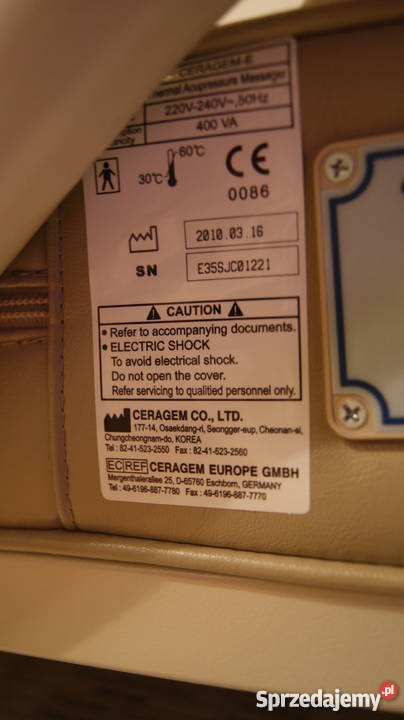 CERAGEM-E
Thermal Acupressure Massager
220V-240V~,50Hz
400 VA
60℃
30℃
CE
0086
2010.03.16
SN E35SJC01221
CAUTION
• Refer to accompanying documents.
• ELECTRIC SHOCK
To avoid electrical shock.
Do not open the cover.
Refer servicing to qualitied personnel only.
CERAGEM CO., LTD.
177-14, Osaekdang-ri, Seongger-eup, Cheonan-si,
Chungcheongnam-do, KOREA
Tel : 82-41-523-2550 Fax : 82-41-523-2560
EC REF CERAGEM EUROPE GMBH
Mergenthalerallee 25, D-65760 Eschborn, GERMANY
Tel : 49-6196-887-7780 Fax : 49-6196-887-7770
Sprzedajemy.pl